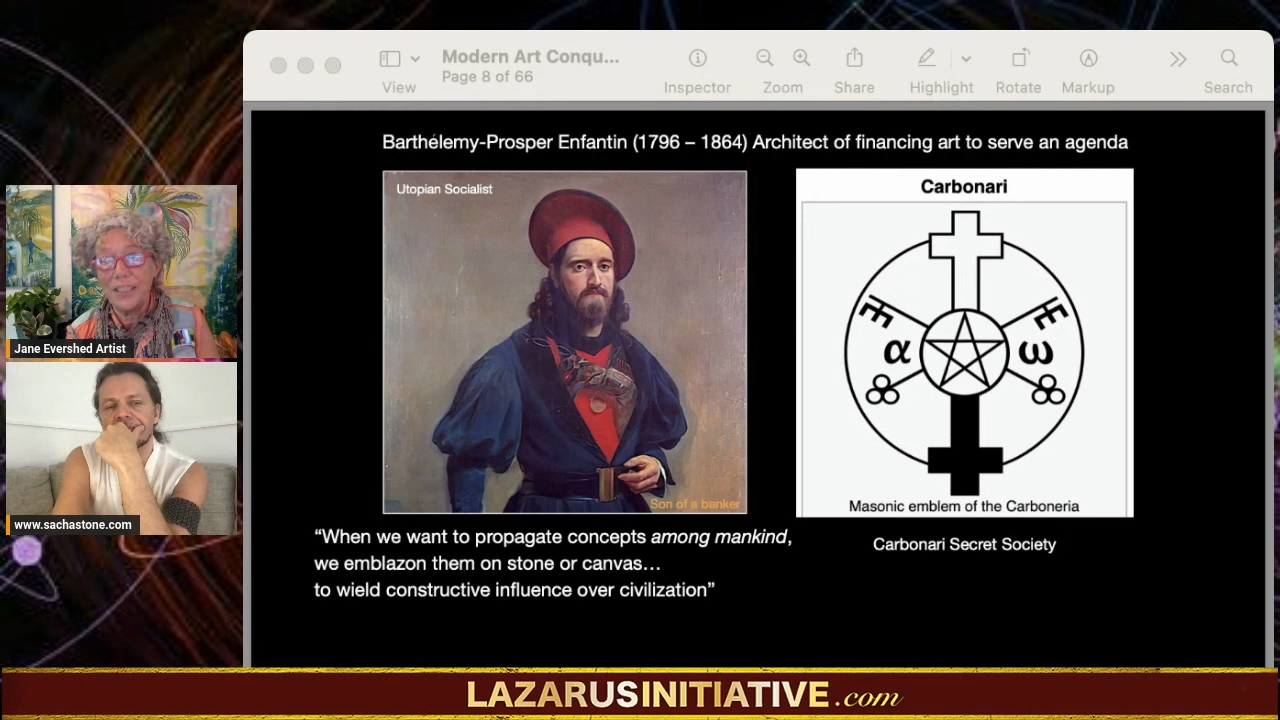 Modern Art Conqu...
Page 8 of 66
View
Inspector
Zoom
Share
Highlight
Rotate
Markup
Search
Barthélemy-Prosper Enfantin (1796 – 1864) Architect of financing art to serve an agenda
Utopian Socialist
Son of a banker
Carbonari
α
ω
Masonic emblem of the Carboneria
Carbonari Secret Society
“When we want to propagate concepts among mankind,
we emblazon them on stone or canvas…
to wield constructive influence over civilization”
Jane Evershed Artist
www.sachastone.com
LAZARUSINITIATIVE.com